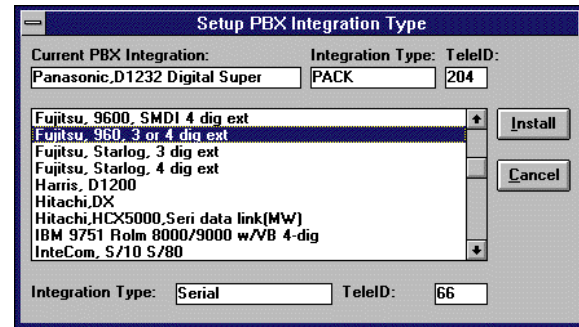 Setup PBX Integration Type
Current PBX Integration: Integration Type: TeleID:
Panasonic,D1232 Digital Super PACK 204
Fujitsu, 9600, SMDI 4 dig ext
Fujitsu, 960, 3 or 4 dig ext
Fujitsu, Starlog, 3 dig ext
Fujitsu, Starlog, 4 dig ext
Harris, D1200
Hitachi,DX
Hitachi,HCX5000,Seri data link(MW)
IBM 9751 Rolm 8000/9000 w/VB 4-dig
InteCom, S/10 S/80
Install
Cancel
Integration Type: Serial TeleID: 66